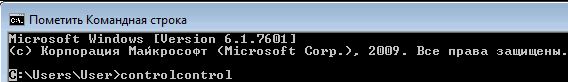 Пометить Командная строка
Microsoft Windows [Version 6.1.7601]
(c) Корпорация Майкрософт (Microsoft Corp.), 2009. Все права защищены.
C:\Users\User>controlcontrol